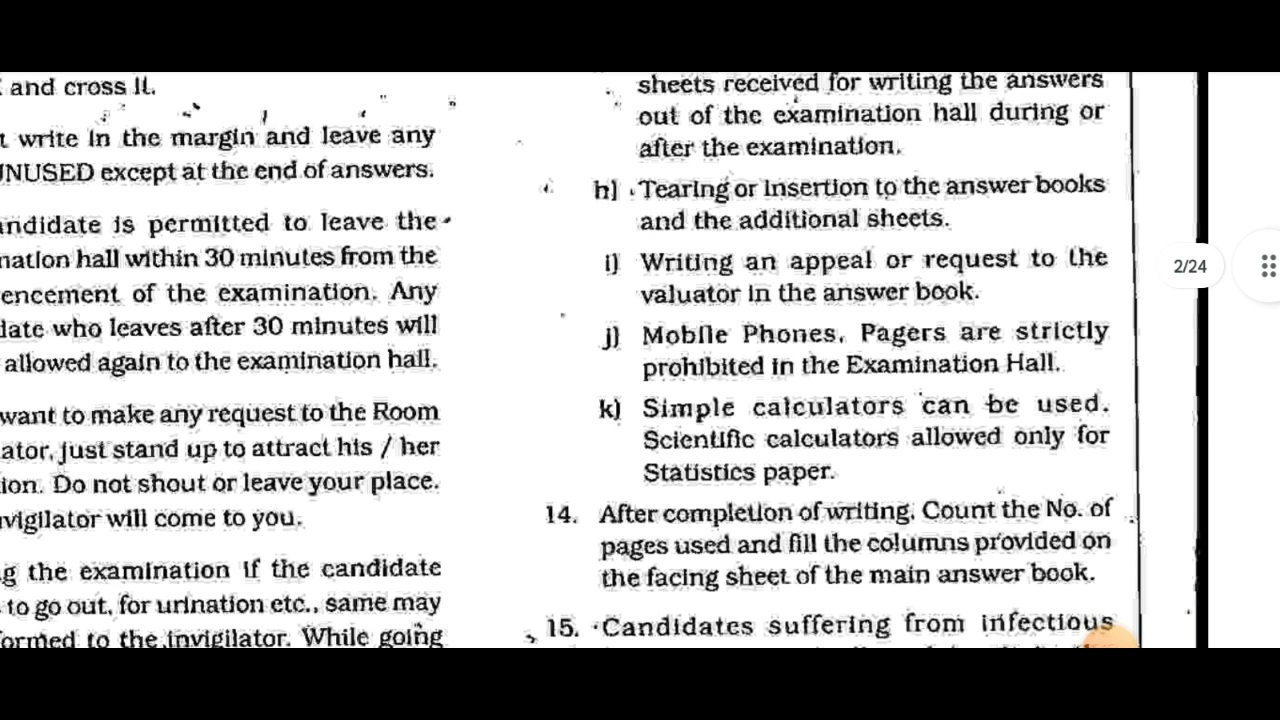 and cross It.
write in the margin and leave any
UNUSED except at the end of answers.
andidate is permitted to leave the
nation hall within 30 minutes from the
encement of the examination. Any
date who leaves after 30 minutes will
allowed again to the examination hall.
want to make any request to the Room
ator, just stand up to attract his / her
ion. Do not shout or leave your place.
nvigilator will come to you.
g the examination if the candidate
to go out, for urination etc., same may
ormed to the invigilator. While going
sheets received for writing the answers
out of the examination hall during or
after the examination.
h) Tearing or insertion to the answer books
and the additional sheets.
i) Writing an appeal or request to the
valuator in the answer book.
j) Mobile Phones, Pagers are strictly
prohibited in the Examination Hall.
k) Simple calculators can be used.
Scientific calculators allowed only for
Statistics paper.
14. After completion of writing. Count the No. of
pages used and fill the columns provided on
the facing sheet of the main answer book.
15. Candidates suffering from infectious
2/24